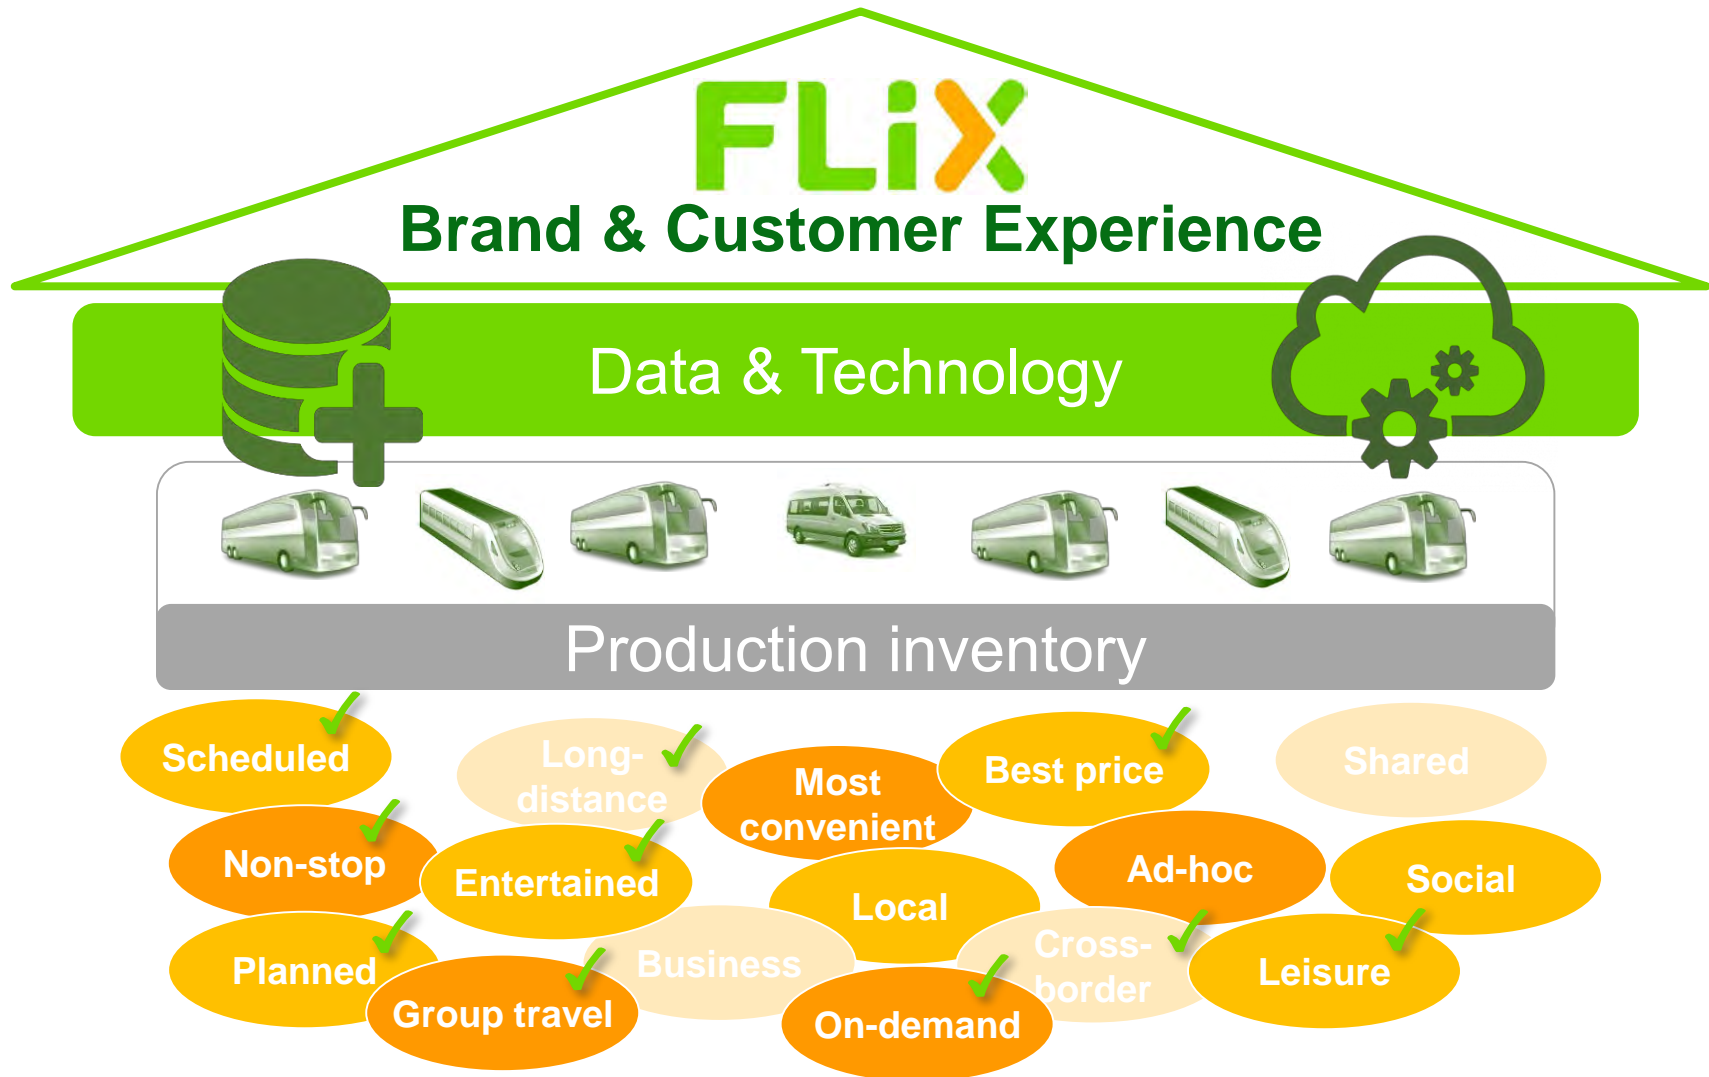 FLiX
Brand & Customer Experience
Data & Technology
Production inventory
Scheduled
Long-
distance
Most
convenient
Best price
Shared
Non-stop
Entertained
Local
Ad-hoc
Social
Planned
Group travel
Business
On-demand
Cross-
border
Leisure